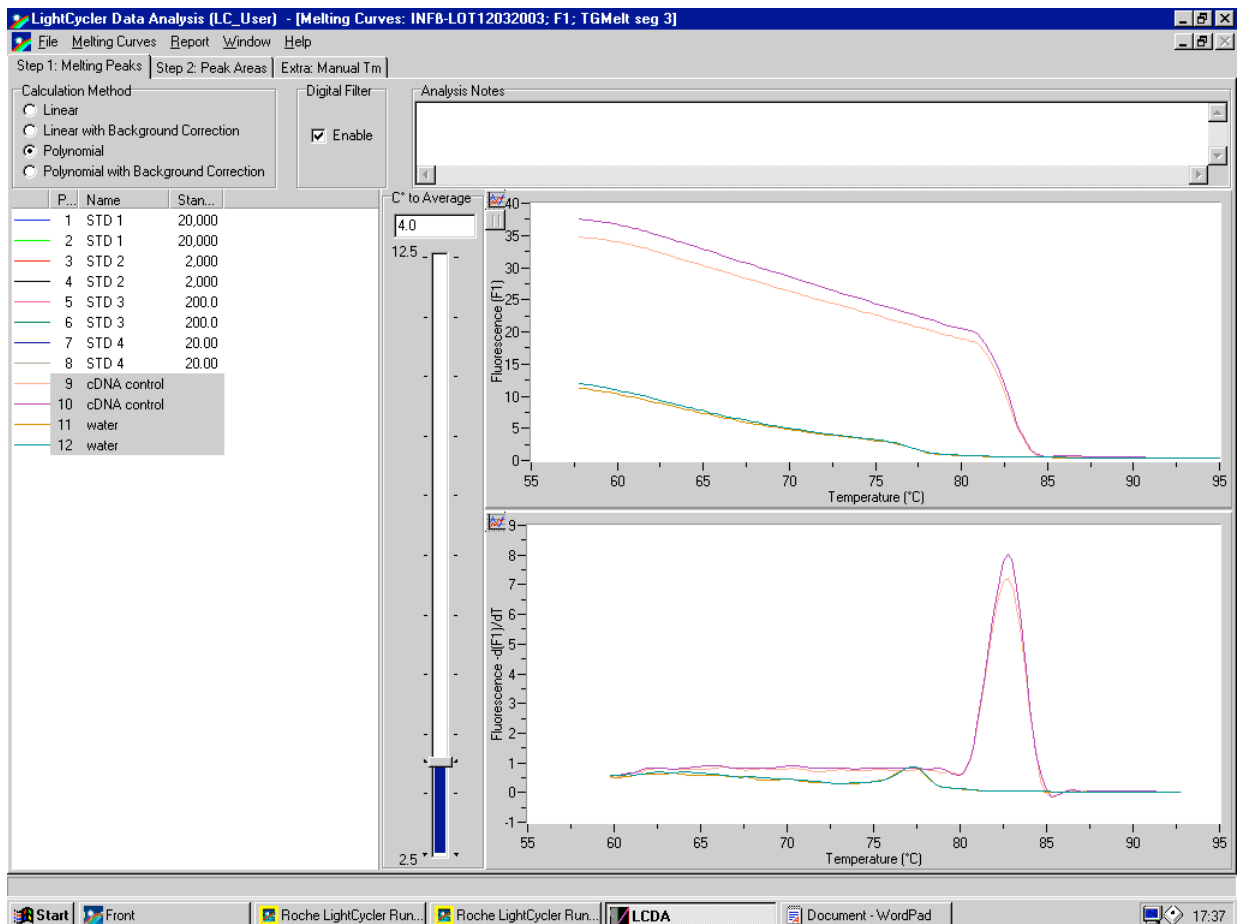 LightCycler Data Analysis (LC_User) - [Melting Curves: INFß-LOT12032003; F1; TGMelt seg 3]
File Melting Curves Report Window Help
Step 1: Melting Peaks Step 2: Peak Areas Extra: Manual Tm
Calculation Method
Linear
Linear with Background Correction
Polynomial
Polynomial with Background Correction
Digital Filter
Enable
Analysis Notes
P... Name Stan...
1 STD 1 20,000
2 STD 1 20,000
3 STD 2 2,000
4 STD 2 2,000
5 STD 3 200.0
6 STD 3 200.0
7 STD 4 20.00
8 STD 4 20.00
9 cDNA control
10 cDNA control
11 water
12 water
C° to Average
4.0
12.5
2.5
40
35
30
25
20
15
10
5
0
Fluorescence (F1)
55 60 65 70 75 80 85 90 95
Temperature (°C)
9
8
7
6
5
4
3
2
1
0
-1
Fluorescence -d(F1)/dT
55 60 65 70 75 80 85 90 95
Temperature (°C)
Start Front Roche LightCycler Run... Roche LightCycler Run... LCDA Document - WordPad 17:37